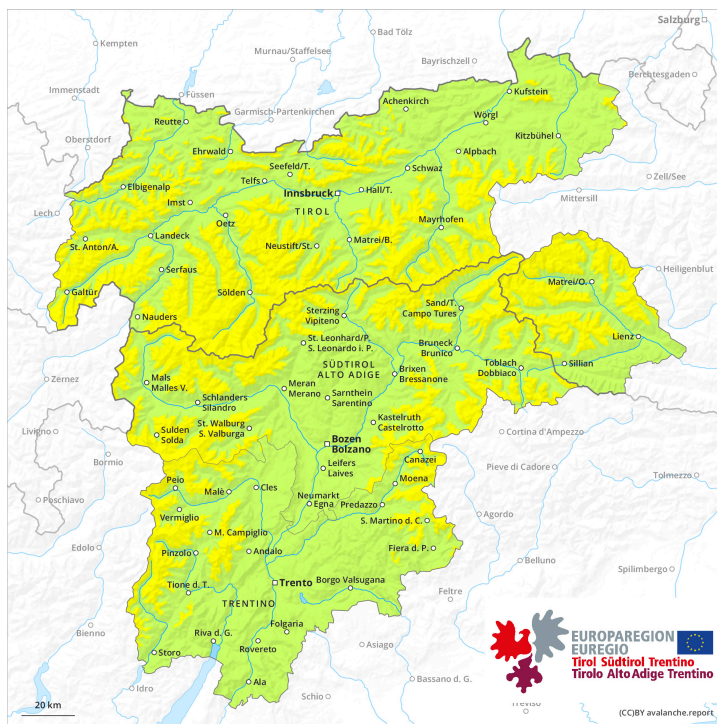 Salzburg
Kempten
Bad Tölz
Murnau/Staffelsee
Bayrischzell
Berchtesgaden
Immenstadt
Füssen
Kufstein
Achenkirch
Garmisch-Partenkirchen
Reutte
Wörgl
Oberstdorf
Kitzbühel
Ehrwald
Alpbach
Seefeld/T.
Schwaz
Telfs
Zell/See
Elbigenalp
Innsbruck
Hall/T.
Mittersill
Imst
TIROL
Lech
Oetz
Mayrhofen
St. Anton/A.
Landeck
Neustift/St.
Matrei/B.
Serfaus
Heiligenblut
Matrei/O.
Galtür
Sölden
Sand/T.
Campo Tures
Nauders
Sterzing
Vipiteno
Lienz
St. Leonhard/P.
S. Leonardo i. P.
Bruneck
Brunico
Toblach
Dobbiaco
Sillian
SÜDTIROL
ALTO ADIGE
Brixen
Bressanone
Zernez
Mals
Malles V.
Meran
Merano
Schlanders
Silandro
Sarnthein
Sarentino
Kastelruth
Castelrotto
St. Walburg
S. Valburga
Livigno
Sulden
Solda
Bozen
Bolzano
Cortina d'Ampezzo
Canazei
Bormio
Leifers
Laives
Pieve di Cadore
Tolmezzo
Peio
Moena
Poschiavo
Malè
Cles
Neumarkt
Egna
Predazzo
Vermiglio
Agordo
S. Martino d. C.
M. Campiglio
Edolo
Pinzolo
Andalo
Fiera d. P.
Belluno
Spilimbergo
Tione d. T.
Trento
Borgo Valsugana
Feltre
TRENTINO
Bienno
Folgaria
Riva d. G.
Storo
Rovereto
Asiago
Idro
Ala
Schio
Bassano d. G.
Treviso
EUROPAREGION
EUREGIO
Tirol Südtirol Trentino
Tirolo Alto Adige Trentino
20 km
(CC)BY avalanche.report